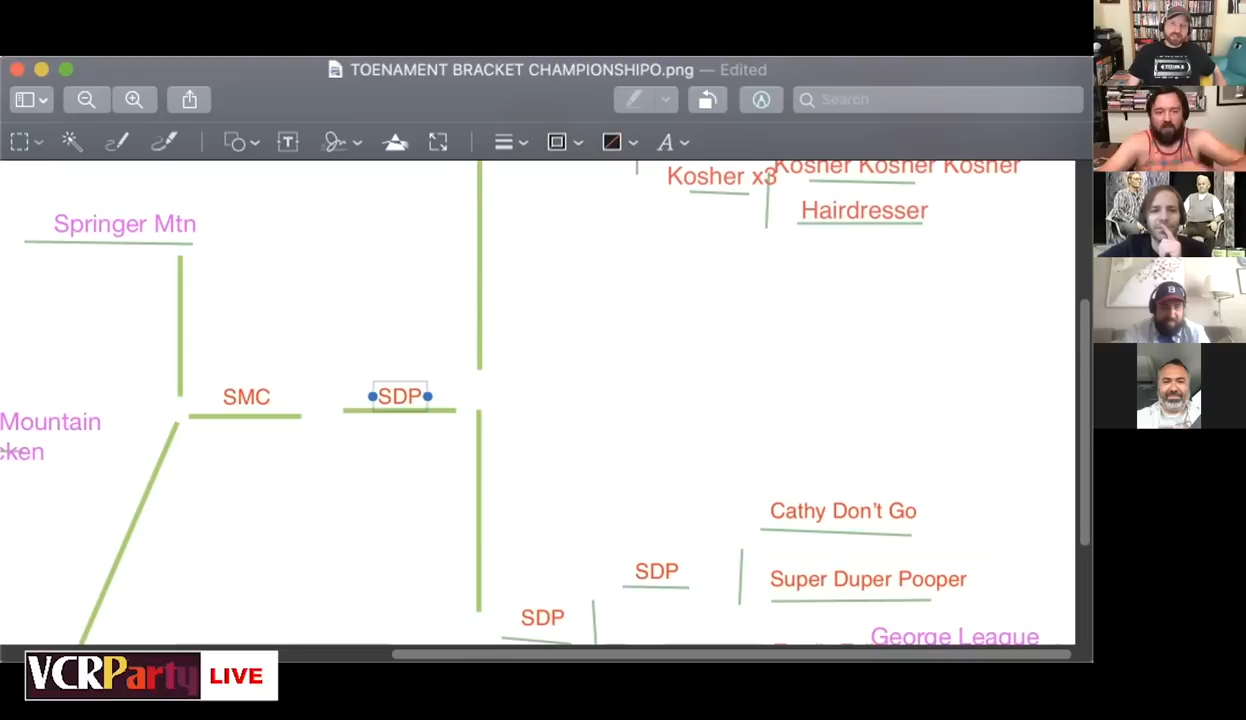 TOENAMENT BRACKET CHAMPIONSHIPO.png — Edited
Search
Kosher Kosher Kosher
Kosher x3
Hairdresser
Springer Mtn
SMC
SDP
Mountain
cken
Cathy Don't Go
SDP
Super Duper Pooper
SDP
George League
VCRParty LIVE